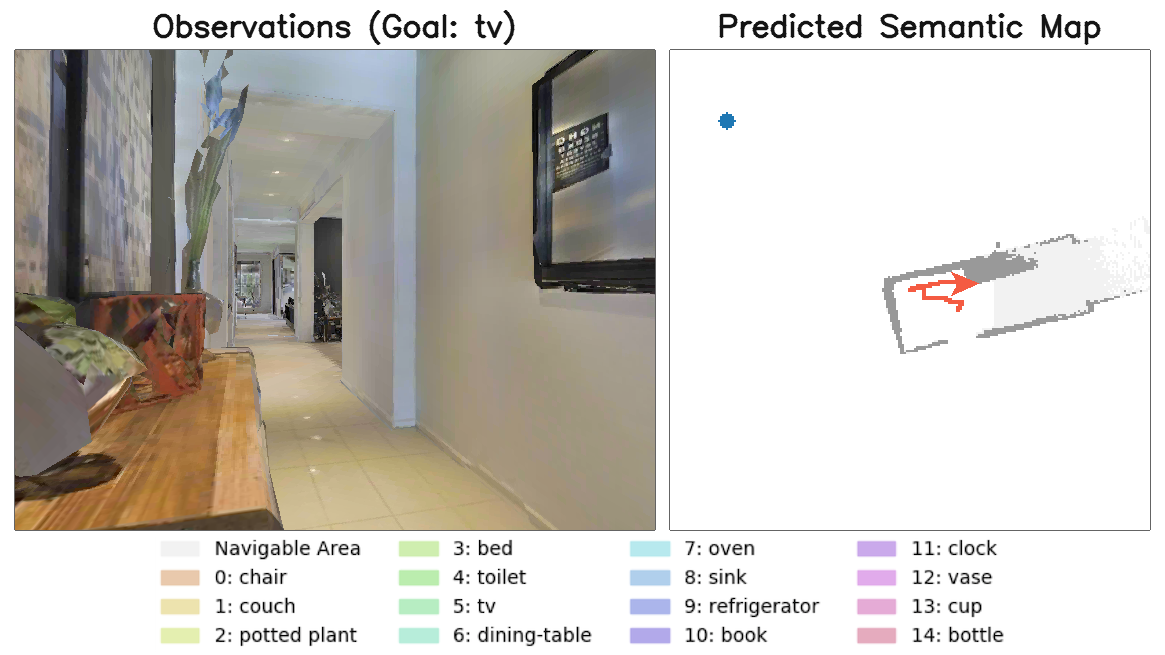 Observations (Goal: tv)
Predicted Semantic Map
Navigable Area
0: chair
1: couch
2: potted plant
3: bed
4: toilet
5: tv
6: dining-table
7: oven
8: sink
9: refrigerator
10: book
11: clock
12: vase
13: cup
14: bottle